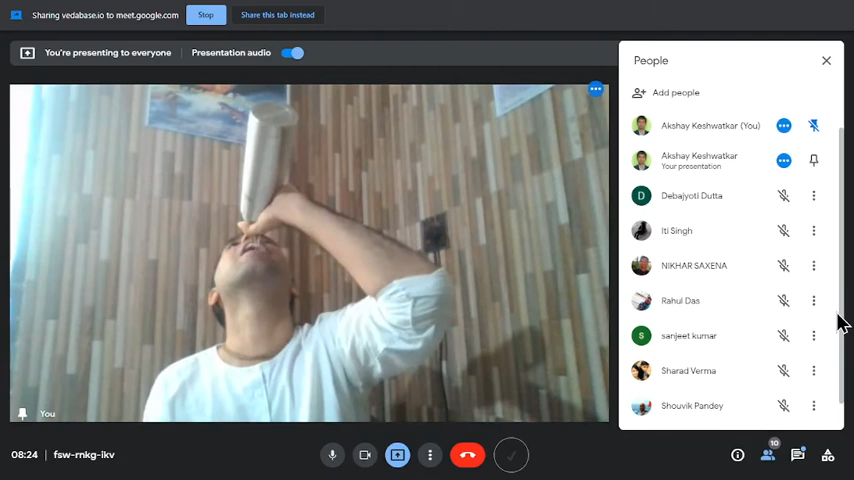 Sharing vedabase.io to meet.google.com
Stop
Share this tab instead
You're presenting to everyone
Presentation audio
People
Add people
Akshay Keshwatkar (You)
Akshay Keshwatkar
Your presentation
D
Debajyoti Dutta
Iti Singh
NIKHAR SAXENA
Rahul Das
s
sanjeet kumar
Sharad Verma
Shouvik Pandey
You
08:24
fsw-rnkg-ikv
10